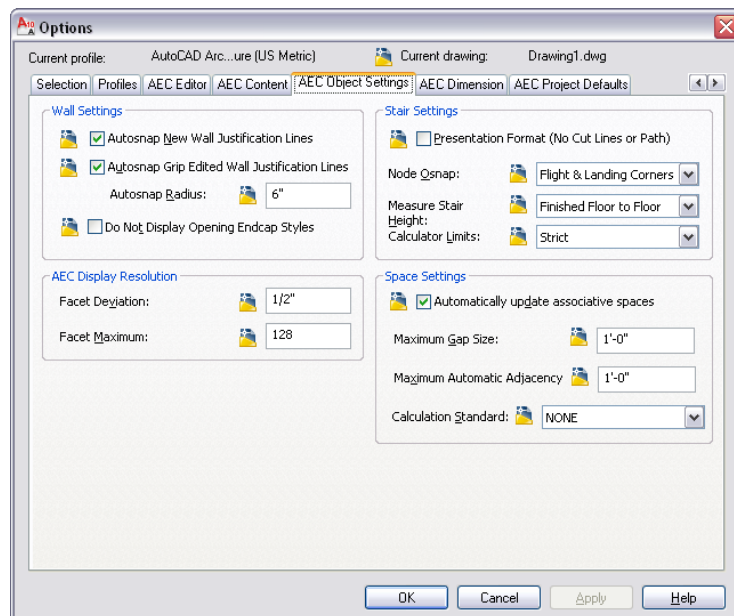 A10 Options
Current profile: AutoCAD Arc...ure (US Metric) Current drawing: Drawing1.dwg
Selection Profiles AEC Editor AEC Content AEC Object Settings AEC Dimension AEC Project Defaults
Wall Settings
Autosnap New Wall Justification Lines
Autosnap Grip Edited Wall Justification Lines
Autosnap Radius: 6"
Do Not Display Opening Endcap Styles
AEC Display Resolution
Facet Deviation: 1/2"
Facet Maximum: 128
Stair Settings
Presentation Format (No Cut Lines or Path)
Node Osnap: Flight & Landing Corners
Measure Stair Height: Finished Floor to Floor
Calculator Limits: Strict
Space Settings
Automatically update associative spaces
Maximum Gap Size: 1'-0"
Maximum Automatic Adjacency 1'-0"
Calculation Standard: NONE
OK Cancel Apply Help